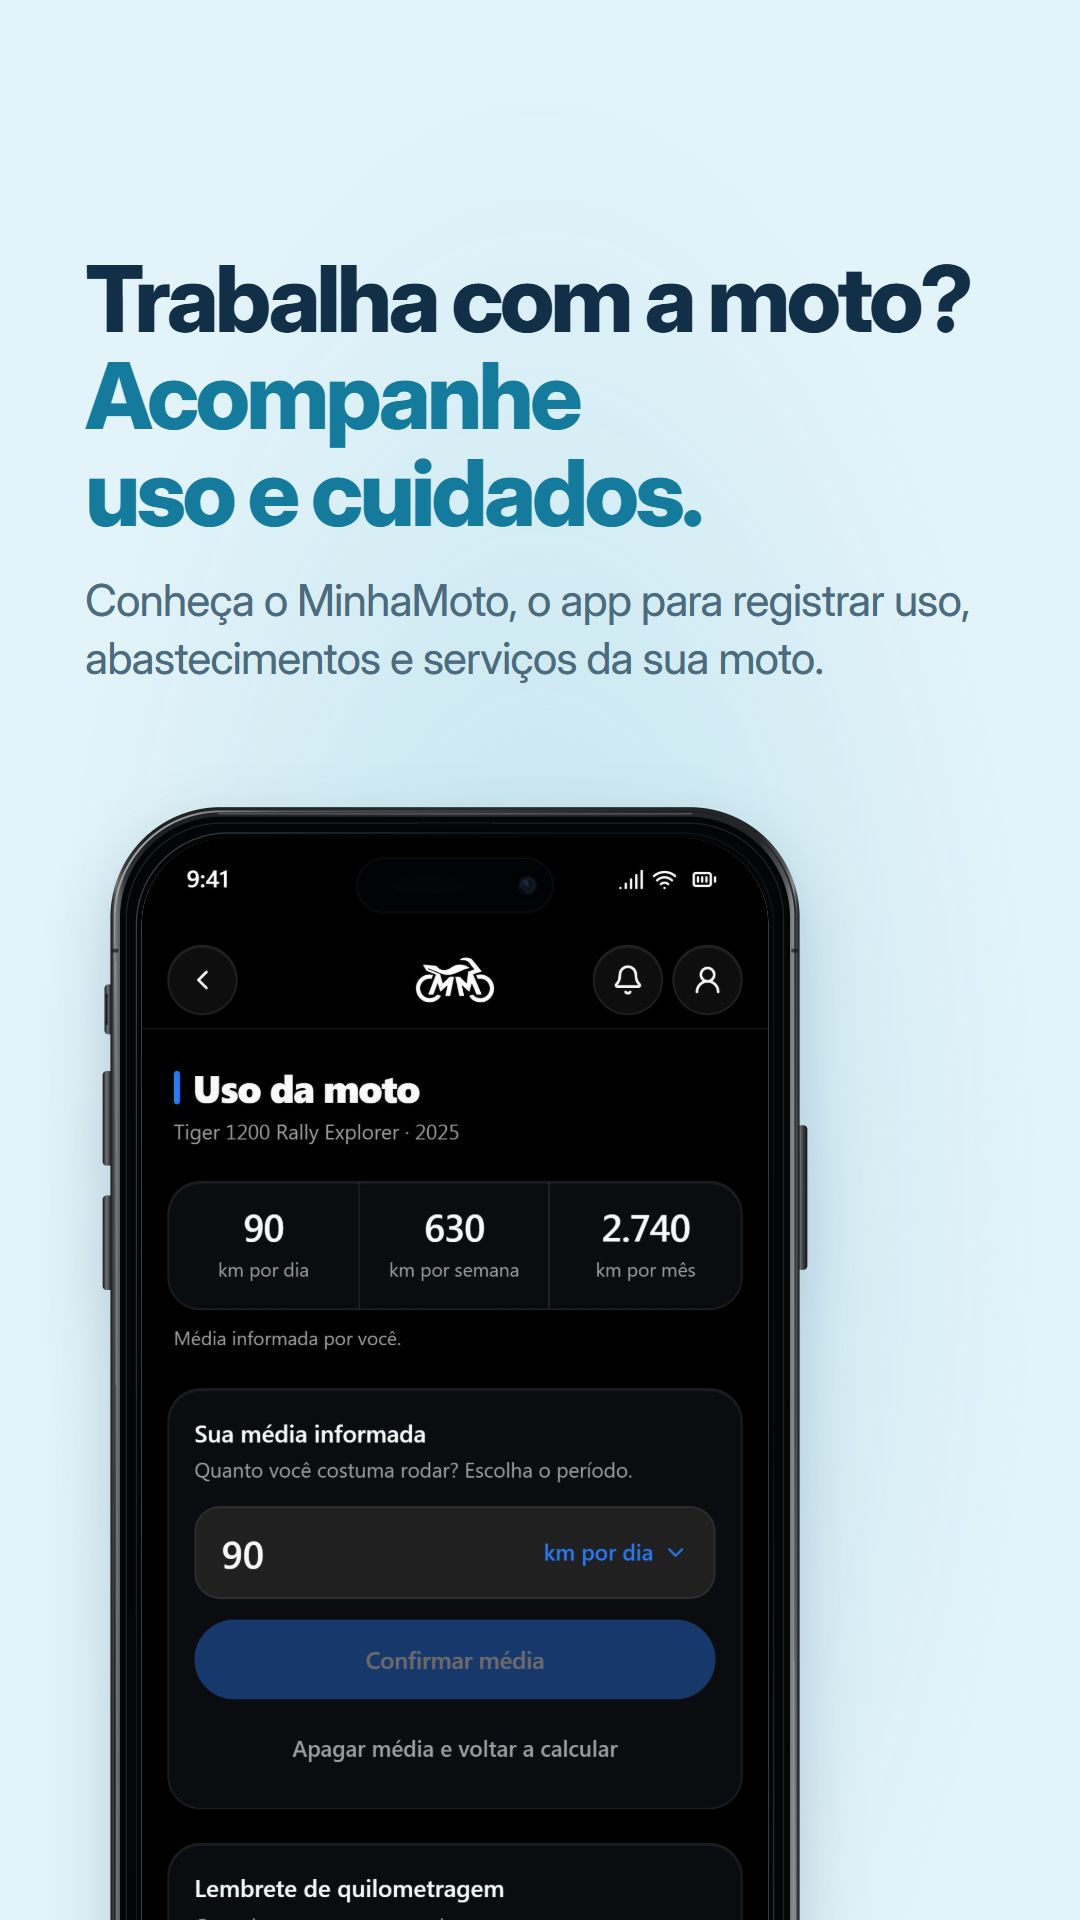 Trabalha com a moto?
Acompanhe
uso e cuidados.
Conheça o MinhaMoto, o app para registrar uso,
abastecimentos e serviços da sua moto.
9:41
MM
Uso da moto
Tiger 1200 Rally Explorer · 2025
90 630 2.740
km por dia km por semana km por mês
Média informada por você.
Sua média informada
Quanto você costuma rodar? Escolha o período.
90 km por dia
Confirmar média
Apagar média e voltar a calcular
Lembrete de quilometragem